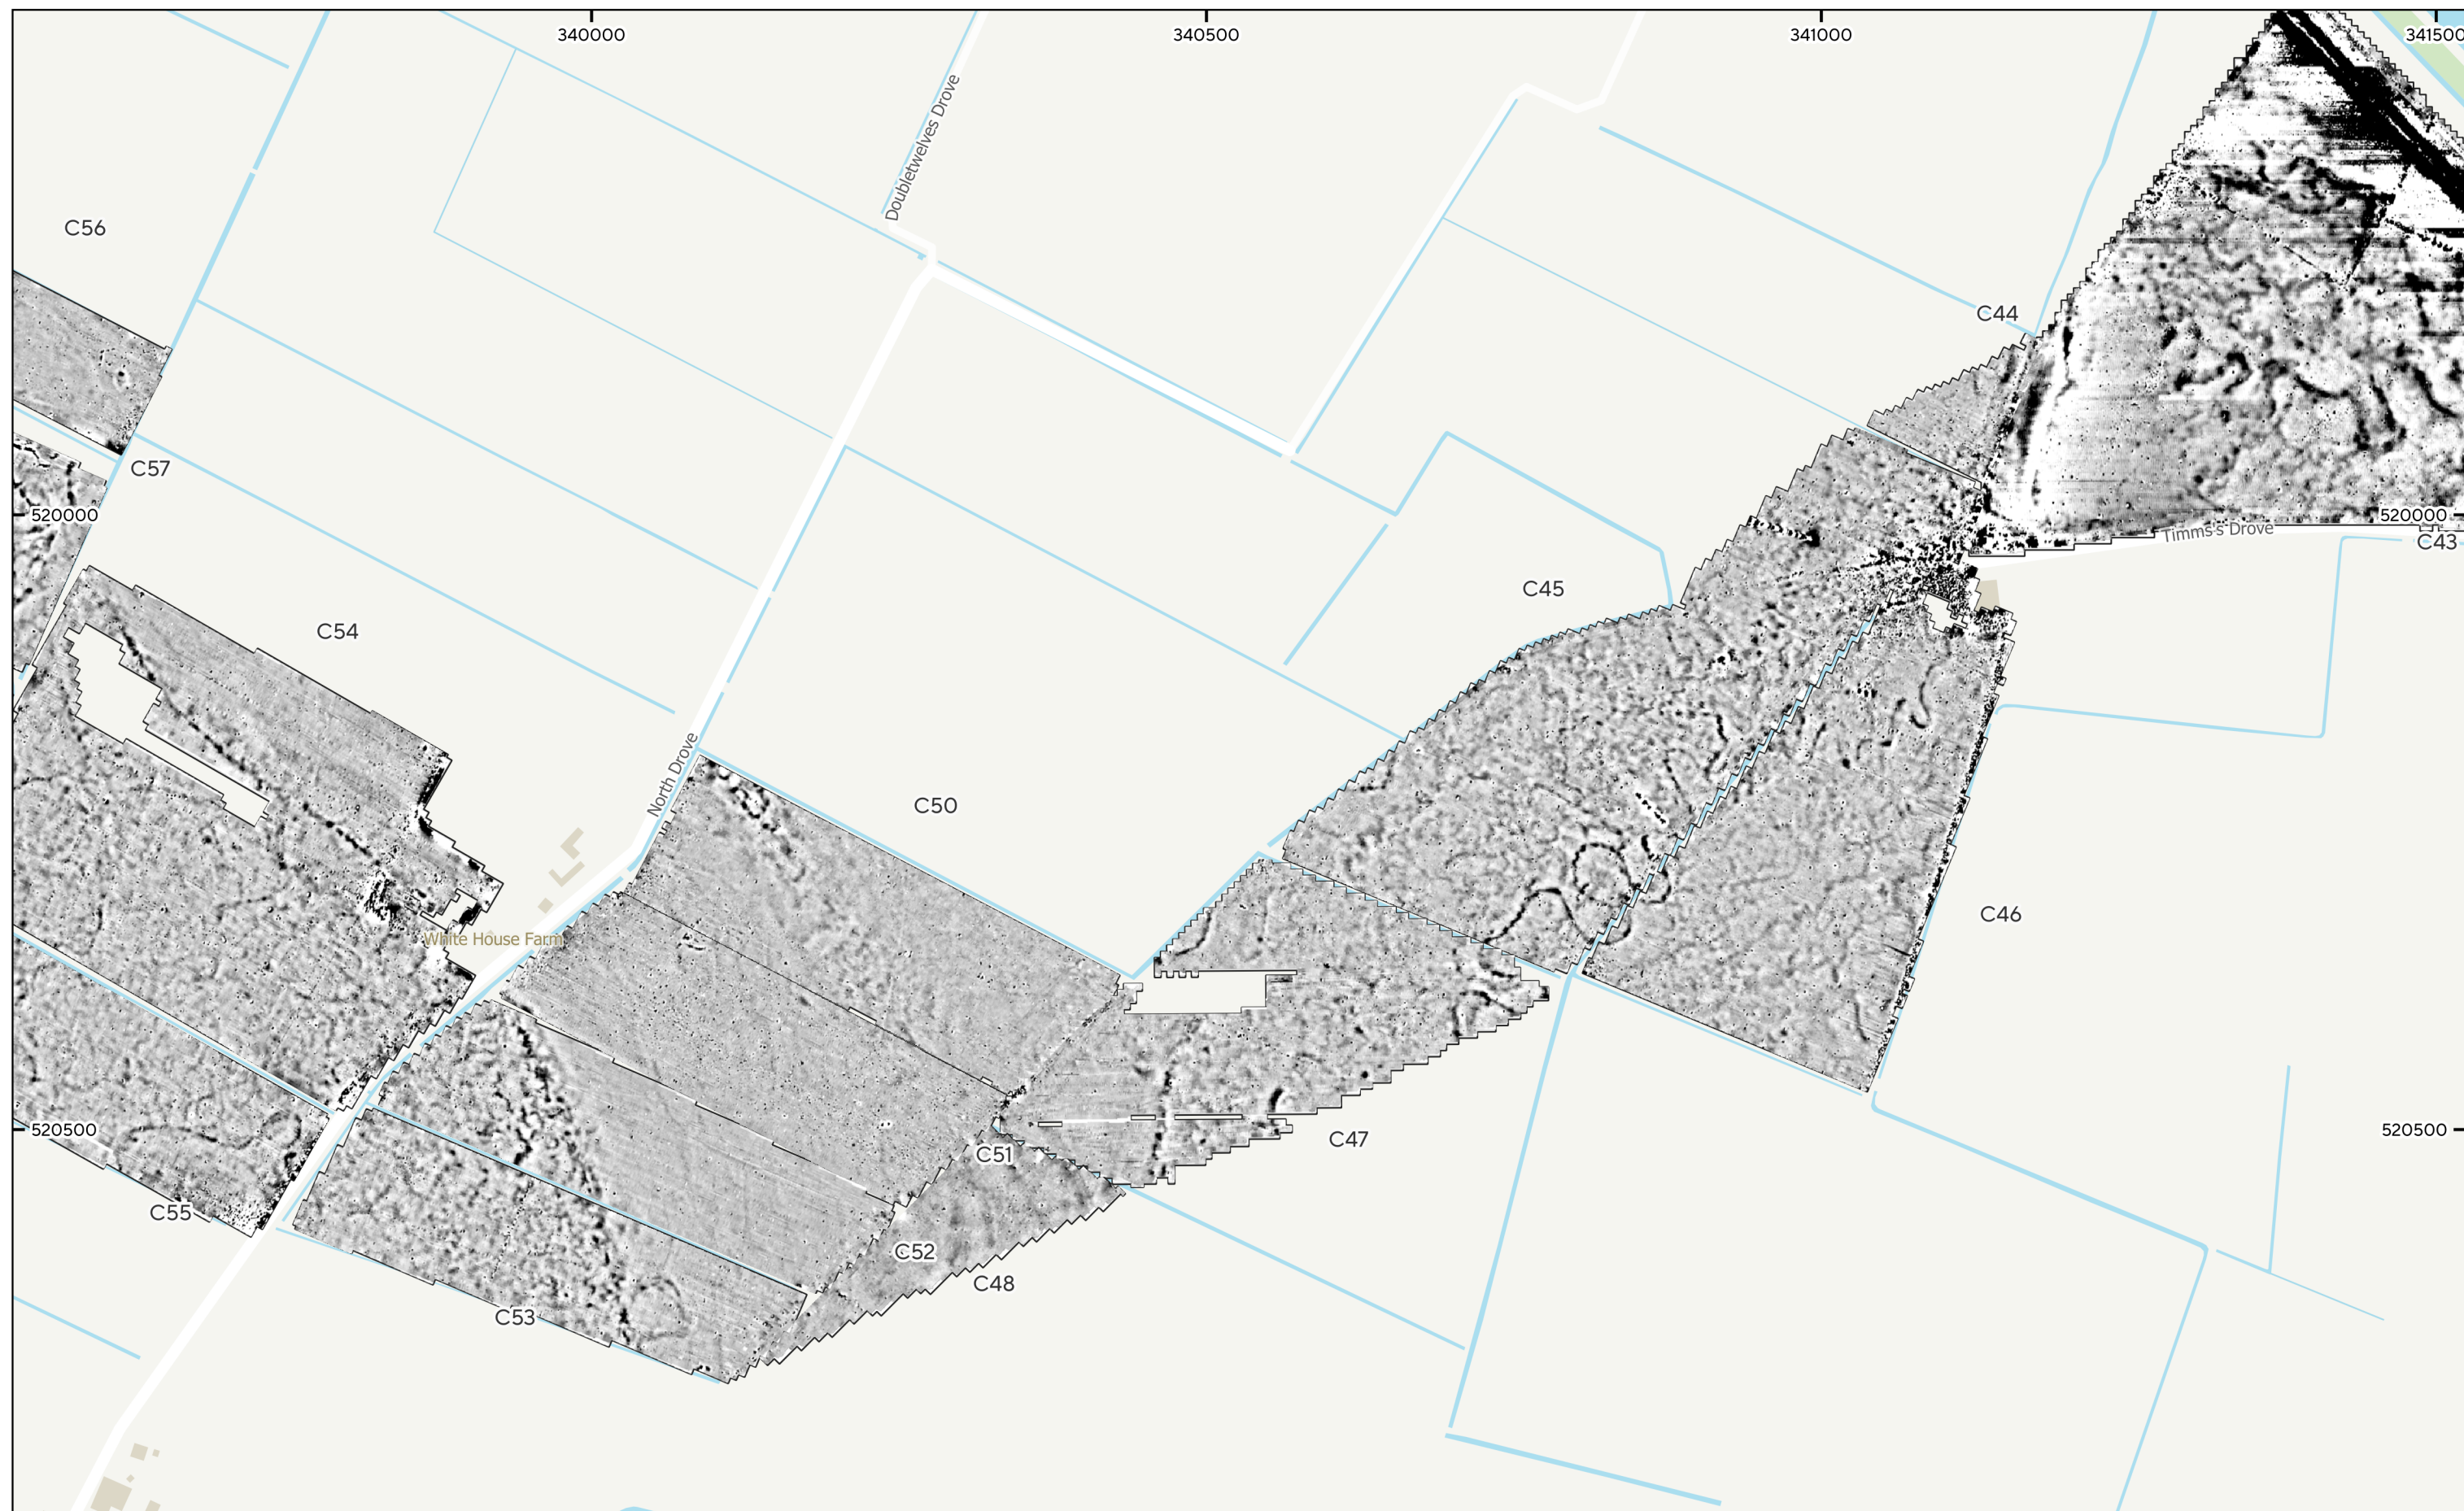 340000
340500
341000
341500
Doubletwelves Drove
C56
C44
C57
520000
520000
Timms's Drove
C43
C45
C54
North Drove
C50
C46
White House Farm
520500
520500
C47
C51
C55
C52
C48
C53